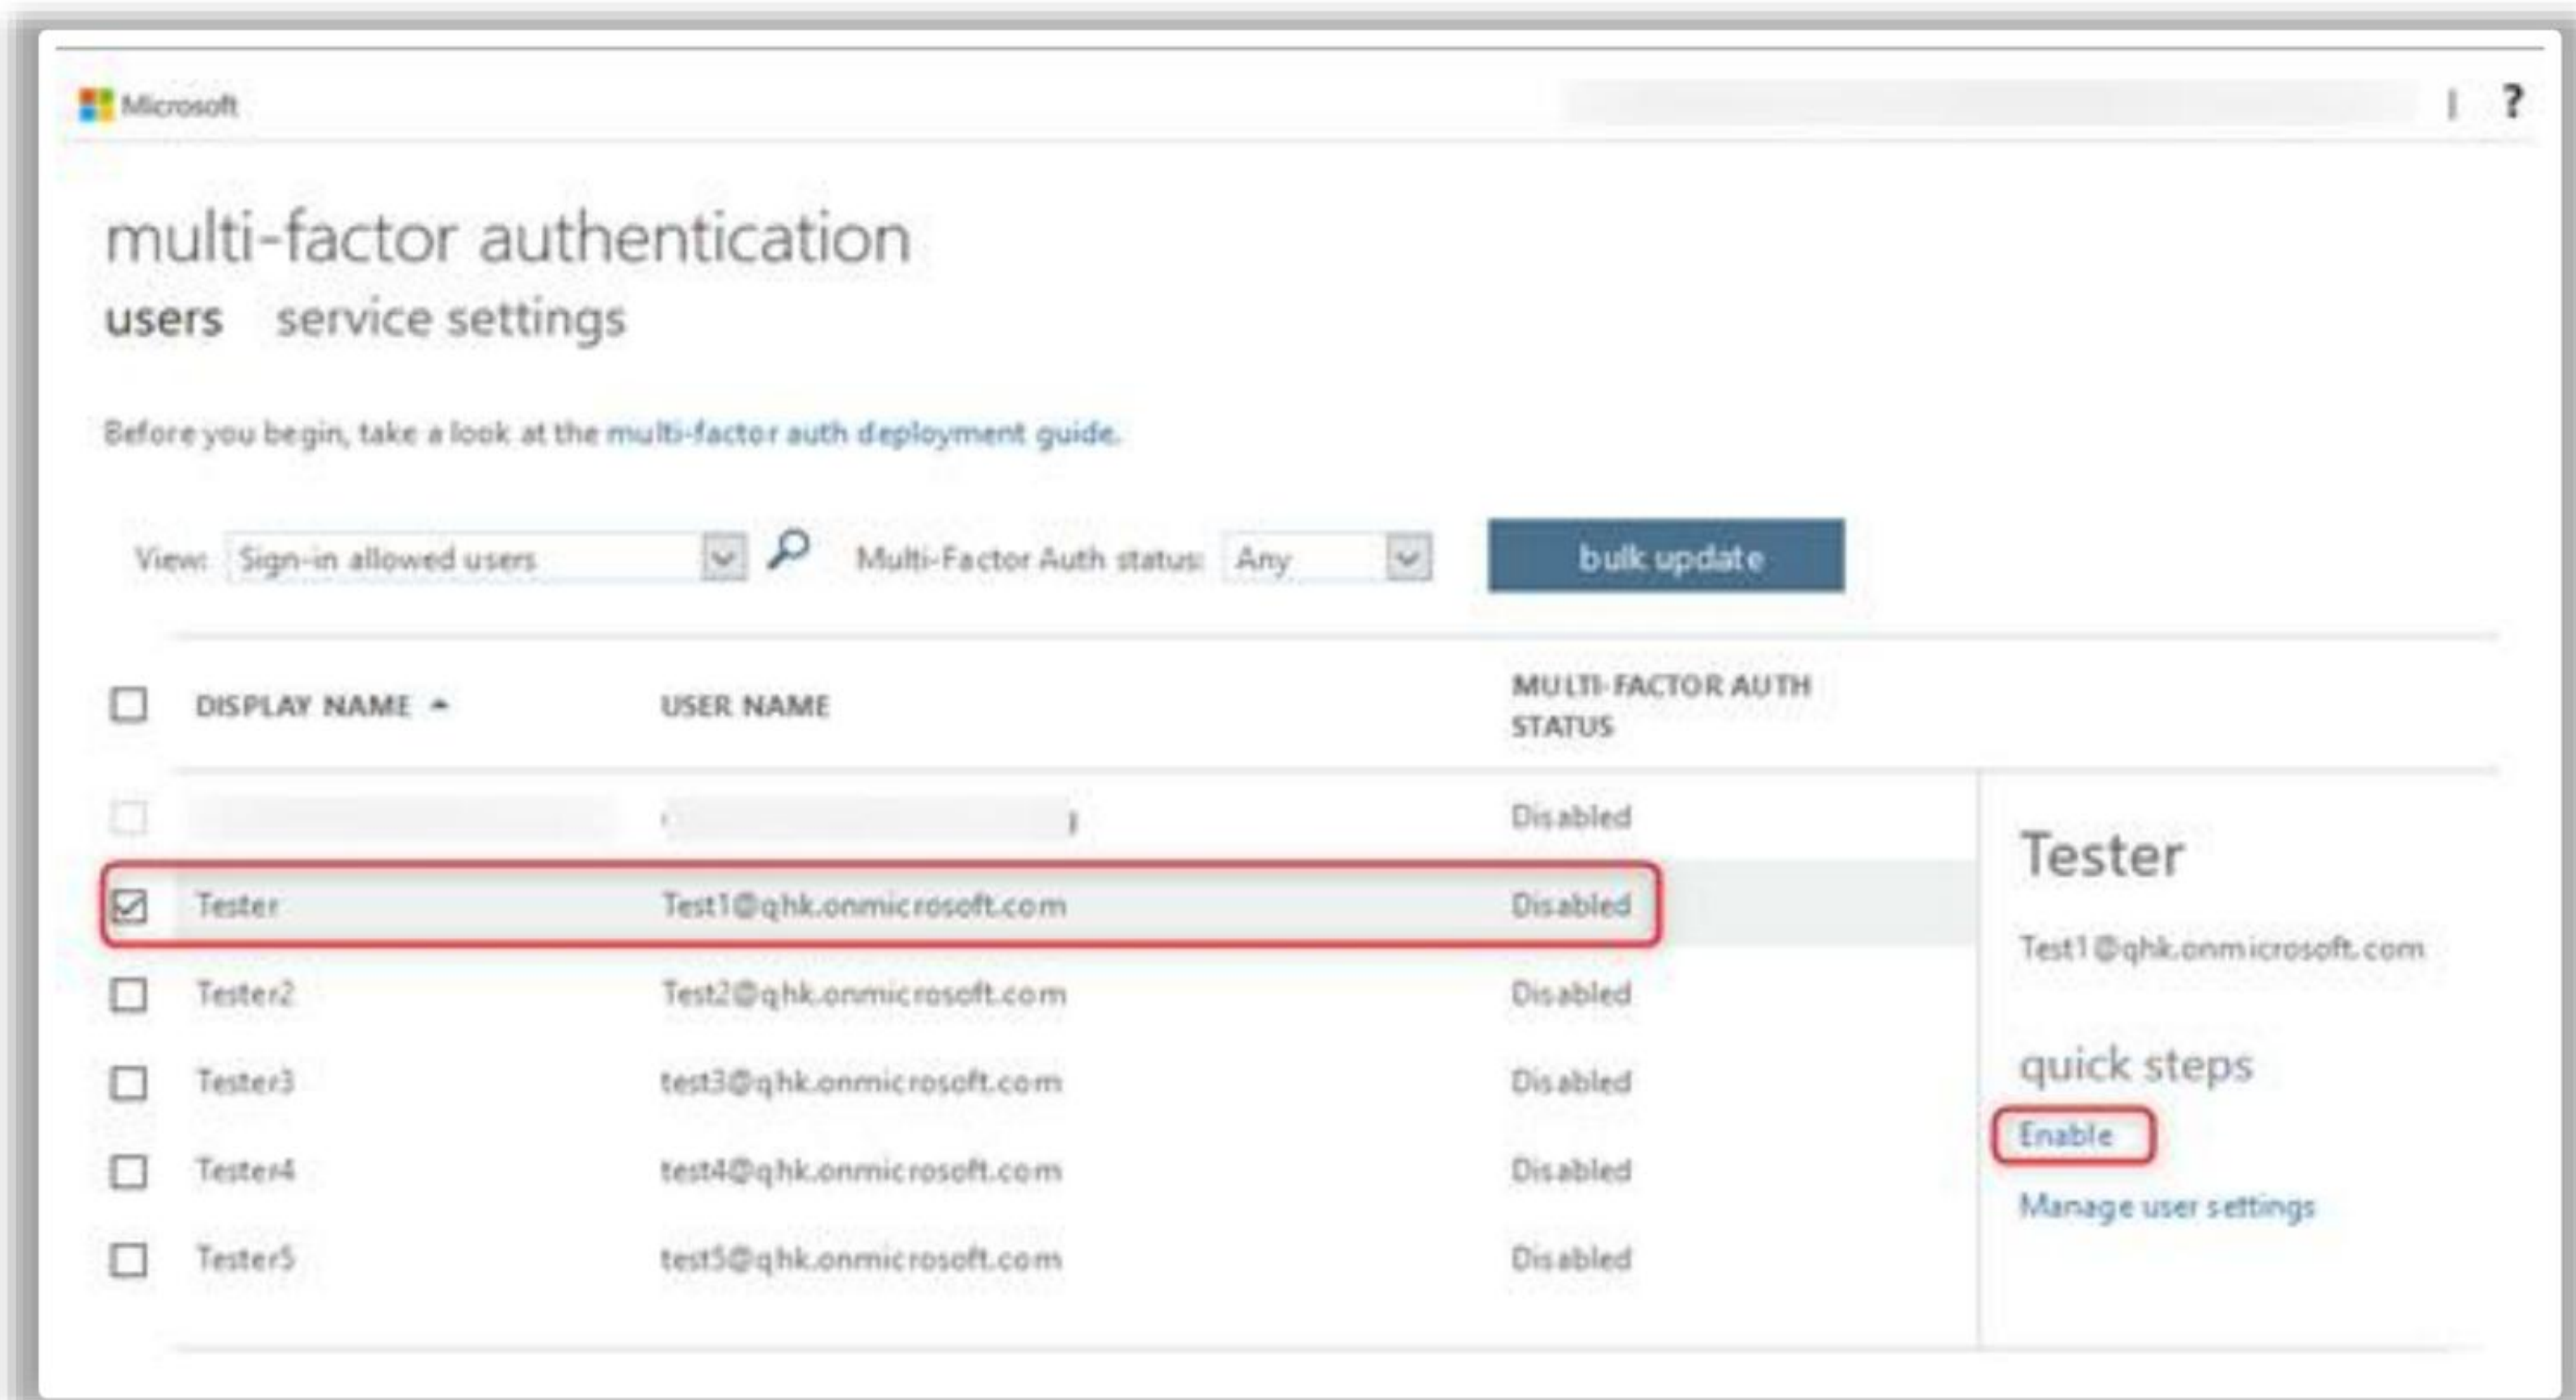 Microsoft
?
multi-factor authentication
users service settings
Before you begin, take a look at the multi-factor auth deployment guide.
View: Sign-in allowed users Multi-Factor Auth status: Any bulk update
DISPLAY NAME USER NAME MULTI-FACTOR AUTH STATUS
Disabled
Tester Test1@qhk.onmicrosoft.com Disabled
Tester2 Test2@qhk.onmicrosoft.com Disabled
Tester3 test3@qhk.onmicrosoft.com Disabled
Tester4 test4@qhk.onmicrosoft.com Disabled
Tester5 test5@qhk.onmicrosoft.com Disabled
Tester
Test1@qhk.onmicrosoft.com
quick steps
Enable
Manage user settings